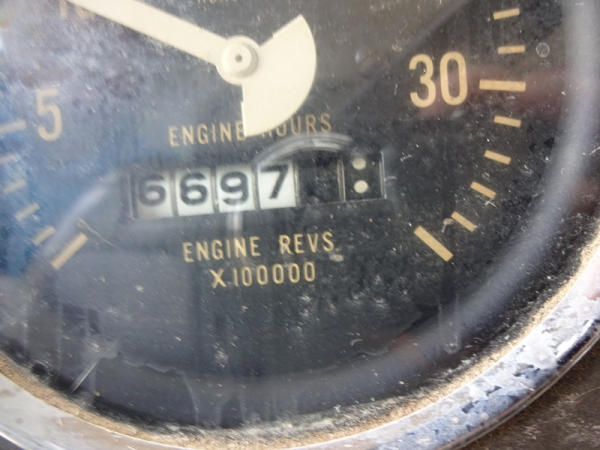 5
30
ENGINE HOURS
6697
ENGINE REVS
X100000